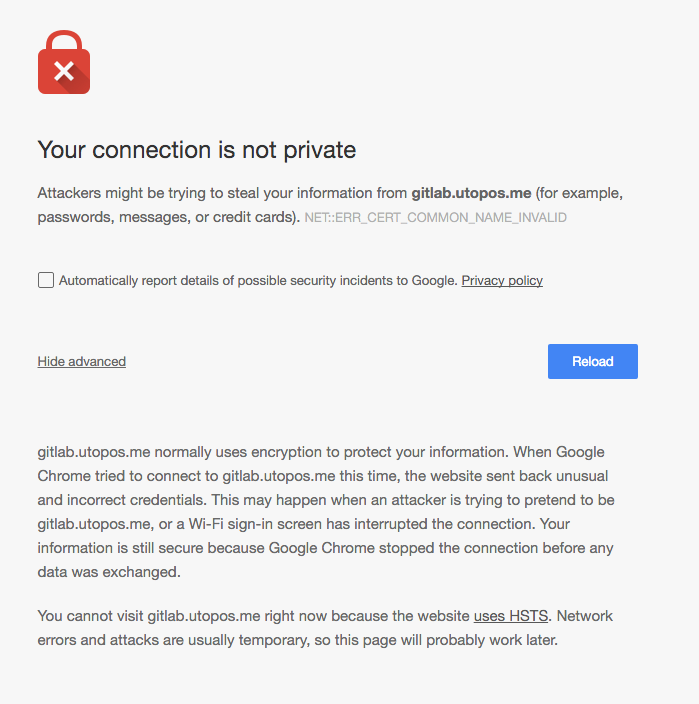 Your connection is not private
Attackers might be trying to steal your information from gitlab.utopos.me (for example,
passwords, messages, or credit cards). NET::ERR_CERT_COMMON_NAME_INVALID
Automatically report details of possible security incidents to Google. Privacy policy
Hide advanced
Reload
gitlab.utopos.me normally uses encryption to protect your information. When Google
Chrome tried to connect to gitlab.utopos.me this time, the website sent back unusual
and incorrect credentials. This may happen when an attacker is trying to pretend to be
gitlab.utopos.me, or a Wi-Fi sign-in screen has interrupted the connection. Your
information is still secure because Google Chrome stopped the connection before any
data was exchanged.
You cannot visit gitlab.utopos.me right now because the website uses HSTS. Network
errors and attacks are usually temporary, so this page will probably work later.